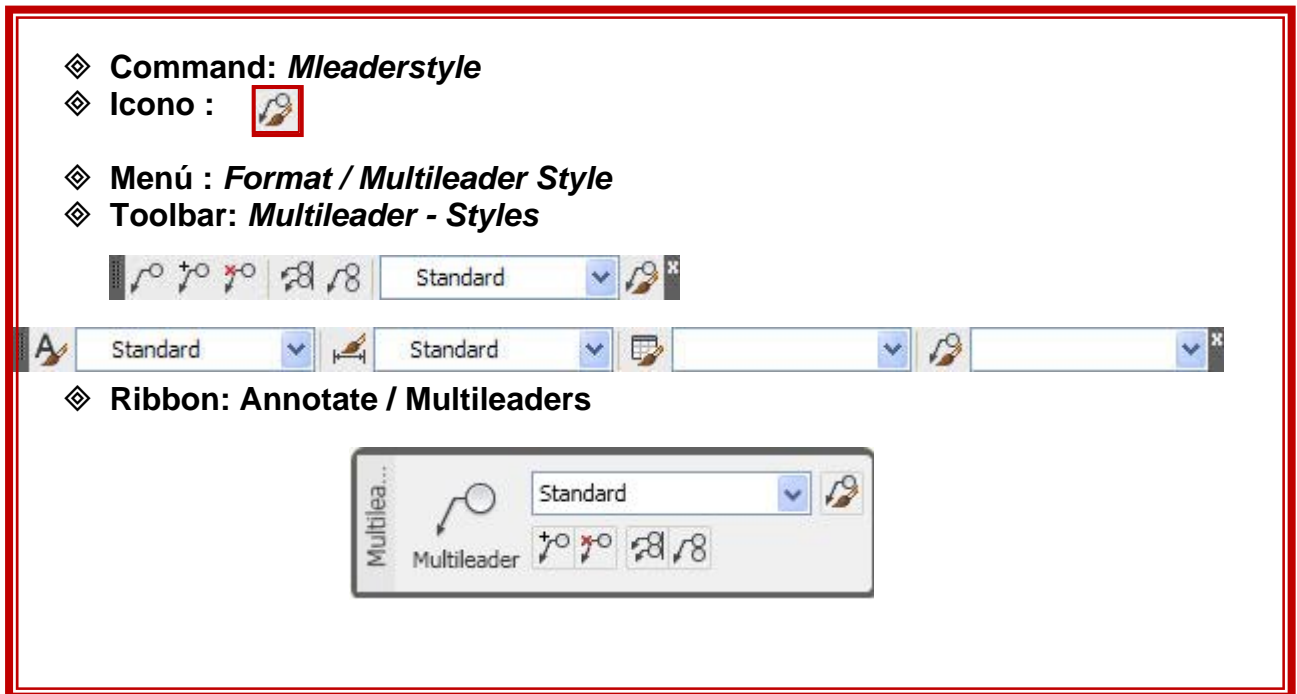 Command: Mleaderstyle
Icono :
Menú : Format / Multileader Style
Toolbar: Multileader - Styles
Standard
Standard Standard
Ribbon: Annotate / Multileaders
Multilea...
Standard
Multileader